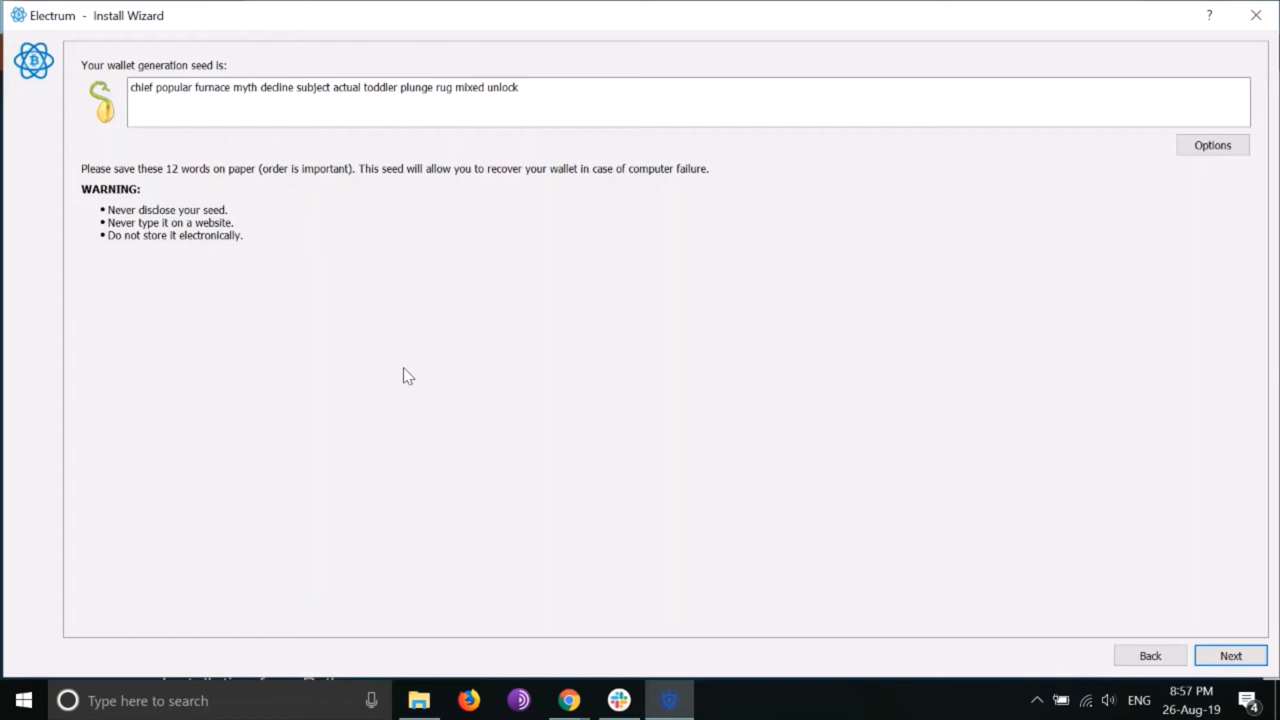 Electrum - Install Wizard
?
Your wallet generation seed is:
chief popular furnace myth decline subject actual toddler plunge rug mixed unlock
Options
Please save these 12 words on paper (order is important). This seed will allow you to recover your wallet in case of computer failure.
WARNING:
• Never disclose your seed.
• Never type it on a website.
• Do not store it electronically.
Back
Next
Type here to search
ENG
8:57 PM
26-Aug-19
4